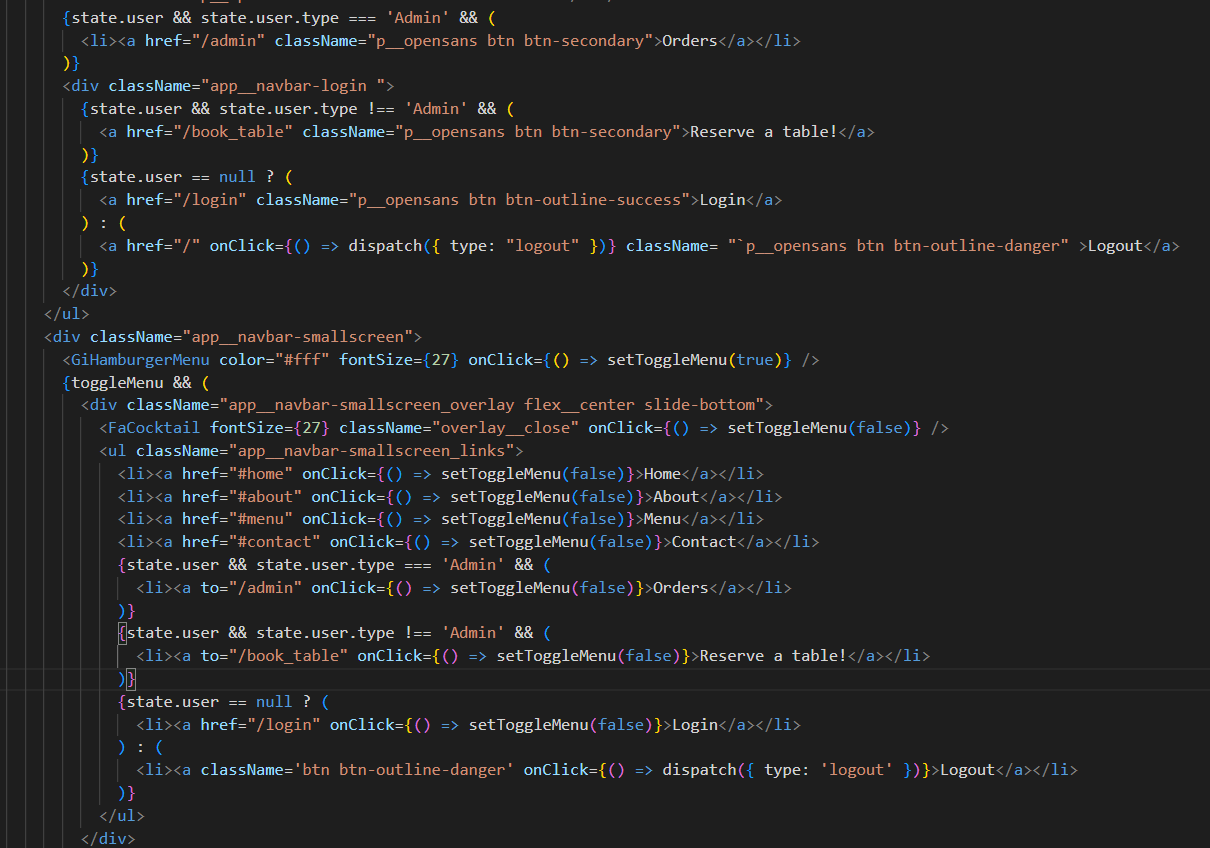 {state.user && state.user.type === 'Admin' && (
<li><a href="/admin" className="p__opensans btn btn-secondary">Orders</a></li>
)}
<div className="app__navbar-login ">
{state.user && state.user.type !== 'Admin' && (
<a href="/book_table" className="p__opensans btn btn-secondary">Reserve a table!</a>
)}
{state.user == null ? (
<a href="/login" className="p__opensans btn btn-outline-success">Login</a>
) : (
<a href="/" onClick={() => dispatch({ type: "logout" })} className= "`p__opensans btn btn-outline-danger" >Logout</a>
)}
</div>
</ul>
<div className="app__navbar-smallscreen">
<GiHamburgerMenu color="#fff" fontSize={27} onClick={() => setToggleMenu(true)} />
{toggleMenu && (
<div className="app__navbar-smallscreen_overlay flex__center slide-bottom">
<FaCocktail fontSize={27} className="overlay__close" onClick={() => setToggleMenu(false)} />
<ul className="app__navbar-smallscreen_links">
<li><a href="#home" onClick={() => setToggleMenu(false)}>Home</a></li>
<li><a href="#about" onClick={() => setToggleMenu(false)}>About</a></li>
<li><a href="#menu" onClick={() => setToggleMenu(false)}>Menu</a></li>
<li><a href="#contact" onClick={() => setToggleMenu(false)}>Contact</a></li>
{state.user && state.user.type === 'Admin' && (
<li><a to="/admin" onClick={() => setToggleMenu(false)}>Orders</a></li>
)}
{state.user && state.user.type !== 'Admin' && (
<li><a to="/book_table" onClick={() => setToggleMenu(false)}>Reserve a table!</a></li>
)}
{state.user == null ? (
<li><a href="/login" onClick={() => setToggleMenu(false)}>Login</a></li>
) : (
<li><a className='btn btn-outline-danger' onClick={() => dispatch({ type: 'logout' })}>Logout</a></li>
)}
</ul>
</div>